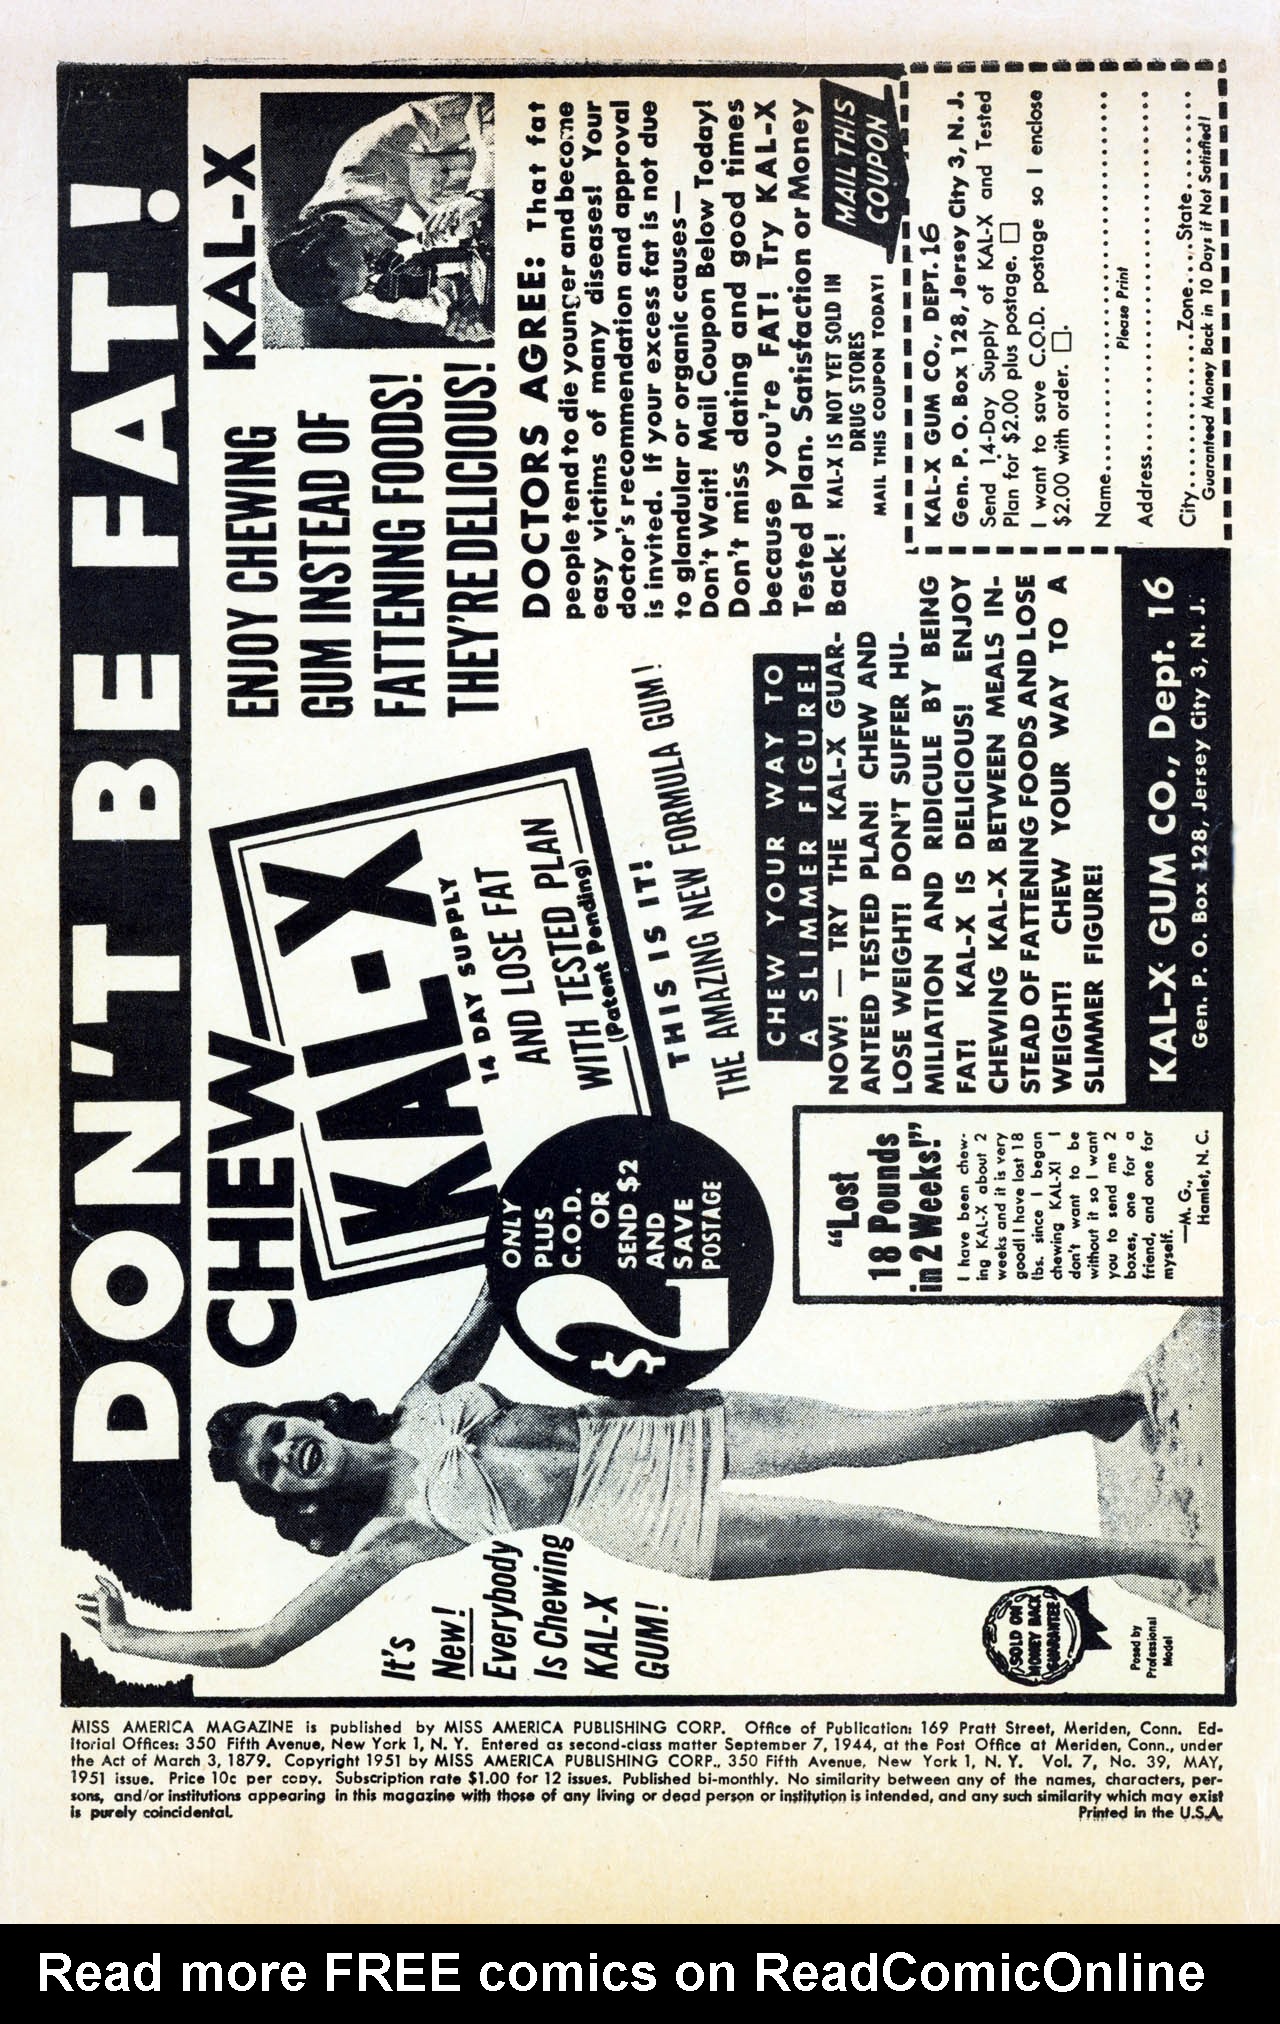 DON'T BE FAT!
CHEW
KAL-X
14 DAY SUPPLY
AND LOSE FAT
WITH TESTED PLAN
(Patent Pending)
ONLY
$2
PLUS
C.O.D.
OR
SEND $2
AND
SAVE
POSTAGE
THIS IS IT!
THE AMAZING NEW FORMULA GUM!
It's
New!
Everybody
Is Chewing
KAL-X
GUM!
SOLD ON
MONEY BACK
GUARANTEE
Posed by
Professional
Model
ENJOY CHEWING
GUM INSTEAD OF
FATTENING FOODS!
THEY'RE DELICIOUS!
KAL-X
DOCTORS AGREE: That fat
people tend to die younger and become
easy victims of many diseases! Your
doctor's recommendation and approval
is invited. If your excess fat is not due
to glandular or organic causes—
Don't Wait! Mail Coupon Below Today!
Don't miss dating and good times
because you're FAT! Try KAL-X
Tested Plan. Satisfaction or Money
Back!
KAL-X IS NOT YET SOLD IN
DRUG STORES
MAIL THIS COUPON TODAY!
MAIL THIS
COUPON
CHEW YOUR WAY TO
A SLIMMER FIGURE!
NOW! — TRY THE KAL-X GUAR-
ANTEED TESTED PLAN! CHEW AND
LOSE WEIGHT! DON'T SUFFER HU-
MILIATION AND RIDICULE BY BEING
FAT! KAL-X IS DELICIOUS! ENJOY
CHEWING KAL-X BETWEEN MEALS IN-
STEAD OF FATTENING FOODS AND LOSE
WEIGHT! CHEW YOUR WAY TO A
SLIMMER FIGURE!
"Lost
18 Pounds
in 2 Weeks!"
I have been chew-
ing KAL-X about 2
weeks and it is very
good! I have lost 18
lbs. since I began
chewing KAL-X! I
don't want to be
without it so I want
you to send me 2
boxes, one for a
friend, and one for
myself.
—M. G.,
Hamlet, N. C.
KAL-X GUM CO., Dept. 16
Gen. P. O. Box 128, Jersey City 3, N. J.
KAL-X GUM CO., DEPT. 16
Gen. P. O. Box 128, Jersey City 3, N. J.
Send 14-Day Supply of KAL-X and Tested
Plan for $2.00 plus postage. ☐
I want to save C.O.D. postage so I enclose
$2.00 with order. ☐.
Name
Please Print
Address
City Zone State
Guaranteed Money Back in 10 Days if Not Satisfied!
MISS AMERICA MAGAZINE is published by MISS AMERICA PUBLISHING CORP. Office of Publication: 169 Pratt Street, Meriden, Conn. Ed-
itorial Offices: 350 Fifth Avenue, New York 1, N. Y. Entered as second-class matter September 7, 1944, at the Post Office at Meriden, Conn., under
the Act of March 3, 1879. Copyright 1951 by MISS AMERICA PUBLISHING CORP., 350 Fifth Avenue, New York 1, N. Y. Vol. 7, No. 39, MAY,
1951 issue. Price 10c per copy. Subscription rate $1.00 for 12 issues. Published bi-monthly. No similarity between any of the names, characters, per-
sons, and/or institutions appearing in this magazine with those of any living or dead person or institution is intended, and any such similarity which may exist
is purely coincidental. Printed in the U.S.A.
Read more FREE comics on ReadComicOnline